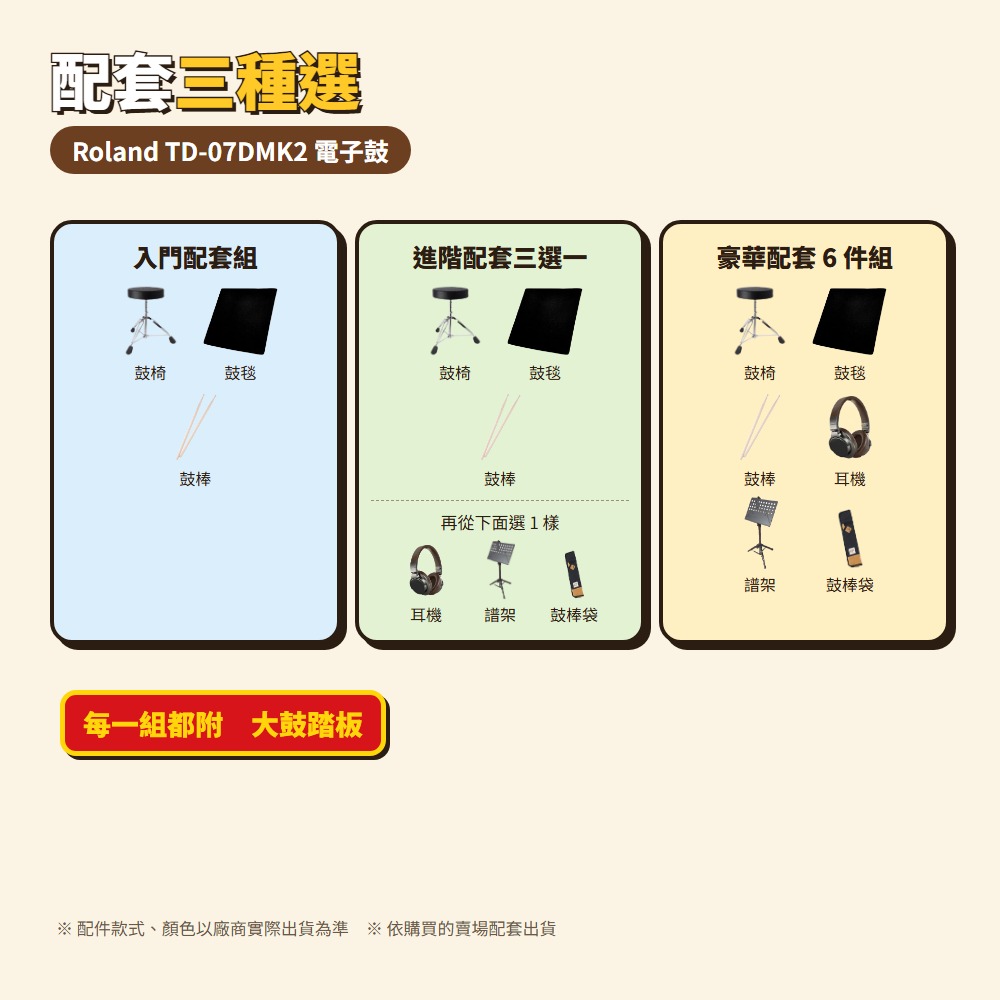 配套三種選
Roland TD-07DMK2 電子鼓
入門配套組
鼓椅 鼓毯
鼓棒
進階配套三選一
鼓椅 鼓毯
鼓棒
再從下面選 1 樣
耳機 譜架 鼓棒袋
豪華配套 6 件組
鼓椅 鼓毯
鼓棒 耳機
譜架 鼓棒袋
每一組都附 大鼓踏板
※ 配件款式、顏色以廠商實際出貨為準 ※ 依購買的賣場配套出貨